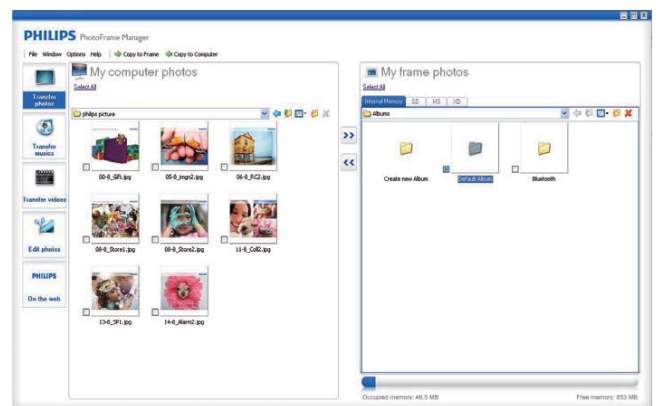 PHILIPS PhotoFrame Manager
File Window Options Help Copy to Frame Copy to Computer
Transfer photos
Transfer musics
Transfer videos
Edit photos
PHILIPS
On the web
My computer photos
Select All
philips picture
00-0_Gift.jpg 05-0_imgn2.jpg 06-0_RC2.jpg
08-0_Store1.jpg 08-0_Store2.jpg 11-0_Coll2.jpg
13-0_SP1.jpg 14-0_Alarm2.jpg
>>
<<
My frame photos
Select All
Internal Memory SD MS XD
Albums
Create new Album Default Album Bluetooth
Occupied memory: 46.5 MB Free memory: 853 MB